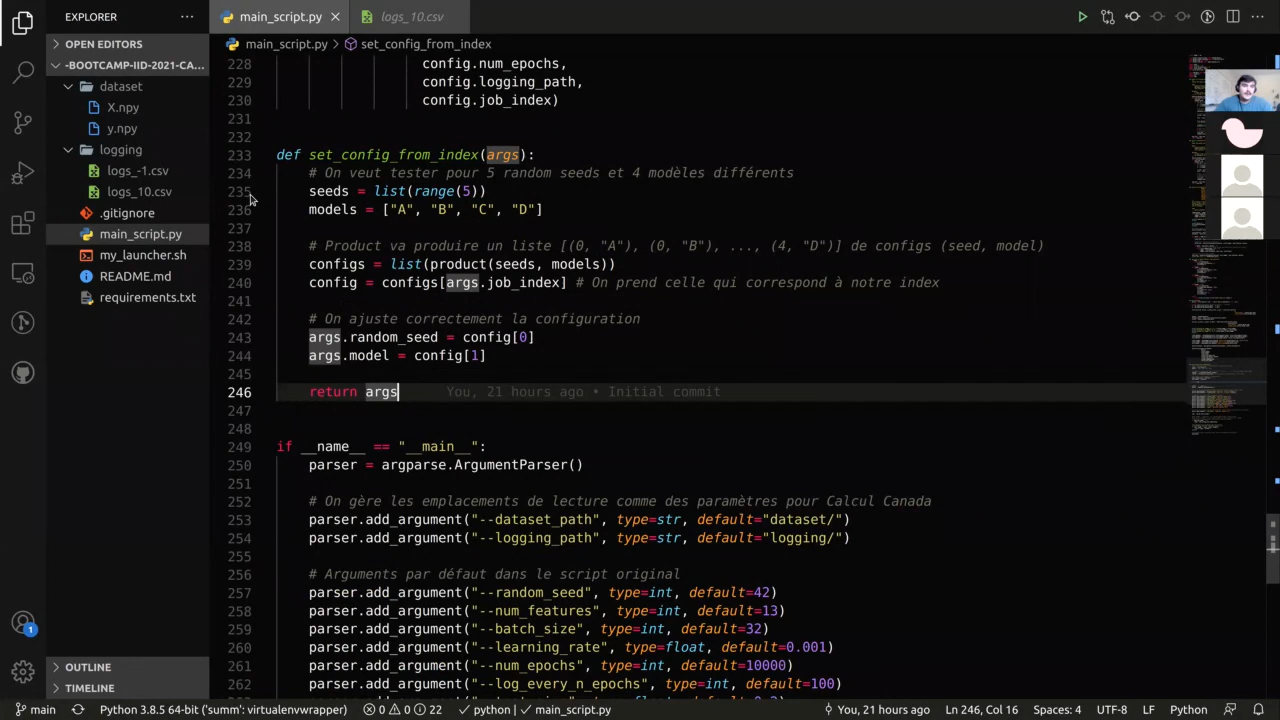 EXPLORER
main_script.py
logs_10.csv
OPEN EDITORS
-BOOTCAMP-IID-2021-CA...
dataset
X.npy
y.npy
logging
logs_-1.csv
logs_10.csv
.gitignore
main_script.py
my_launcher.sh
README.md
requirements.txt
OUTLINE
TIMELINE
main_script.py > set_config_from_index
228 config.num_epochs,
229 config.logging_path,
230 config.job_index)
231
232
233 def set_config_from_index(args):
234 # On veut tester pour 5 random seeds et 4 modèles différents
235 seeds = list(range(5))
236 models = ["A", "B", "C", "D"]
237
238 # Product va produire un liste [(0, "A"), (0, "B"), ..., (4, "D")] de configs (seed, model)
239 configs = list(product(seeds, models))
240 config = configs[args.job_index] # On prend celle qui correspond à notre index
241
242 # On ajuste correctement la configuration
243 args.random_seed = config[0]
244 args.model = config[1]
245
246 return args You, 21 hours ago • Initial commit
247
248
249 if __name__ == "__main__":
250 parser = argparse.ArgumentParser()
251
252 # On gère les emplacements de lecture comme des paramètres pour Calcul Canada
253 parser.add_argument("--dataset_path", type=str, default="dataset/")
254 parser.add_argument("--logging_path", type=str, default="logging/")
255
256 # Arguments par défaut dans le script original
257 parser.add_argument("--random_seed", type=int, default=42)
258 parser.add_argument("--num_features", type=int, default=13)
259 parser.add_argument("--batch_size", type=int, default=32)
260 parser.add_argument("--learning_rate", type=float, default=0.001)
261 parser.add_argument("--num_epochs", type=int, default=10000)
262 parser.add_argument("--log_every_n_epochs", type=int, default=100)
1
main
Python 3.8.5 64-bit ('summ': virtualenvwrapper)
0 0 22
python
main_script.py
You, 21 hours ago
Ln 246, Col 16
Spaces: 4
UTF-8
LF
Python